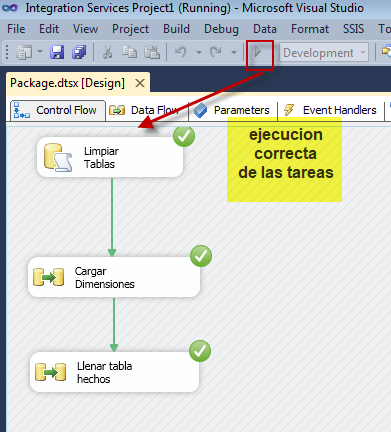 Integration Services Project1 (Running) - Microsoft Visual Studio
File Edit View Project Build Debug Data Format SSIS To
Development
Package.dtsx [Design]
Control Flow Data Flow Parameters Event Handlers
ejecucion
correcta
de las tareas
Limpiar
Tablas
Cargar
Dimensiones
Llenar tabla
hechos